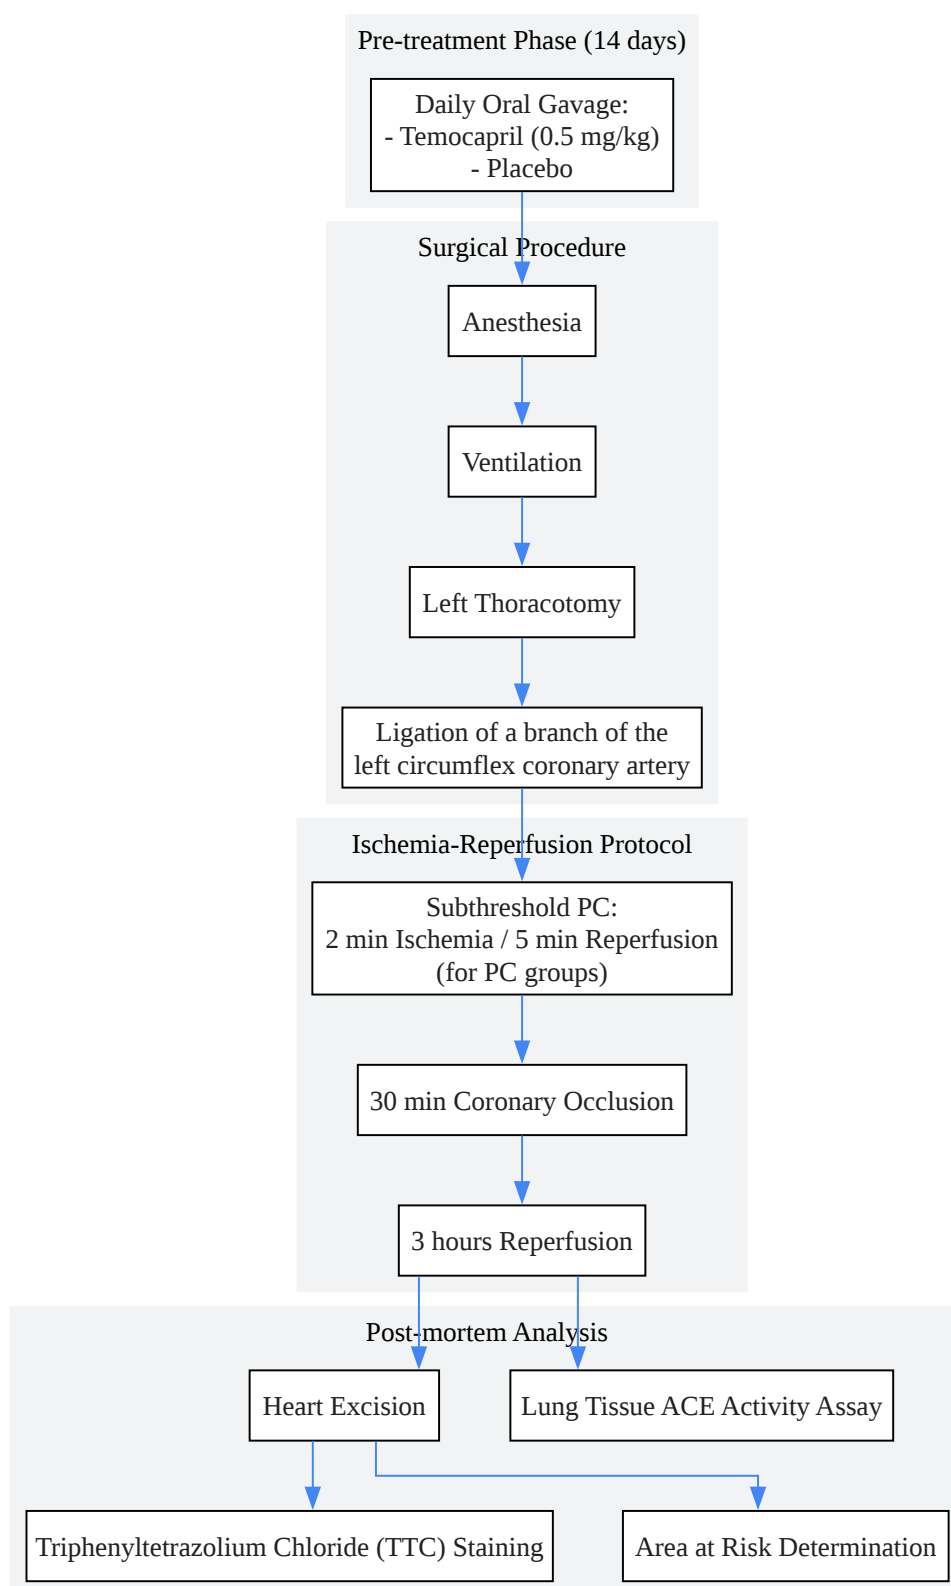 Pre-treatment Phase (14 days)
Daily Oral Gavage:
- Temocapril (0.5 mg/kg)
- Placebo
Surgical Procedure
Anesthesia
Ventilation
Left Thoracotomy
Ligation of a branch of the
left circumflex coronary artery
Ischemia-Reperfusion Protocol
Subthreshold PC:
2 min Ischemia / 5 min Reperfusion
(for PC groups)
30 min Coronary Occlusion
3 hours Reperfusion
Post-mortem Analysis
Heart Excision
Lung Tissue ACE Activity Assay
Triphenyltetrazolium Chloride (TTC) Staining
Area at Risk Determination